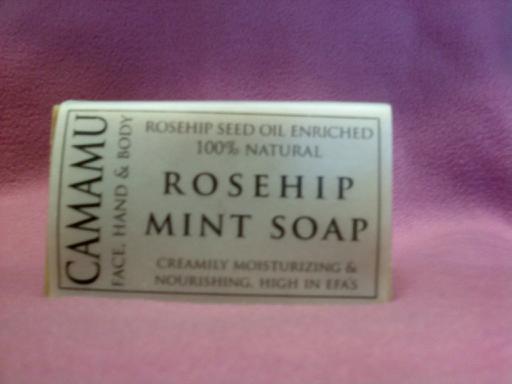 CAMAMU
FACE, HAND & BODY
ROSEHIP SEED OIL ENRICHED
100% NATURAL
ROSEHIP
MINT SOAP
CREAMILY MOISTURIZING &
NOURISHING, HIGH IN EFA'S